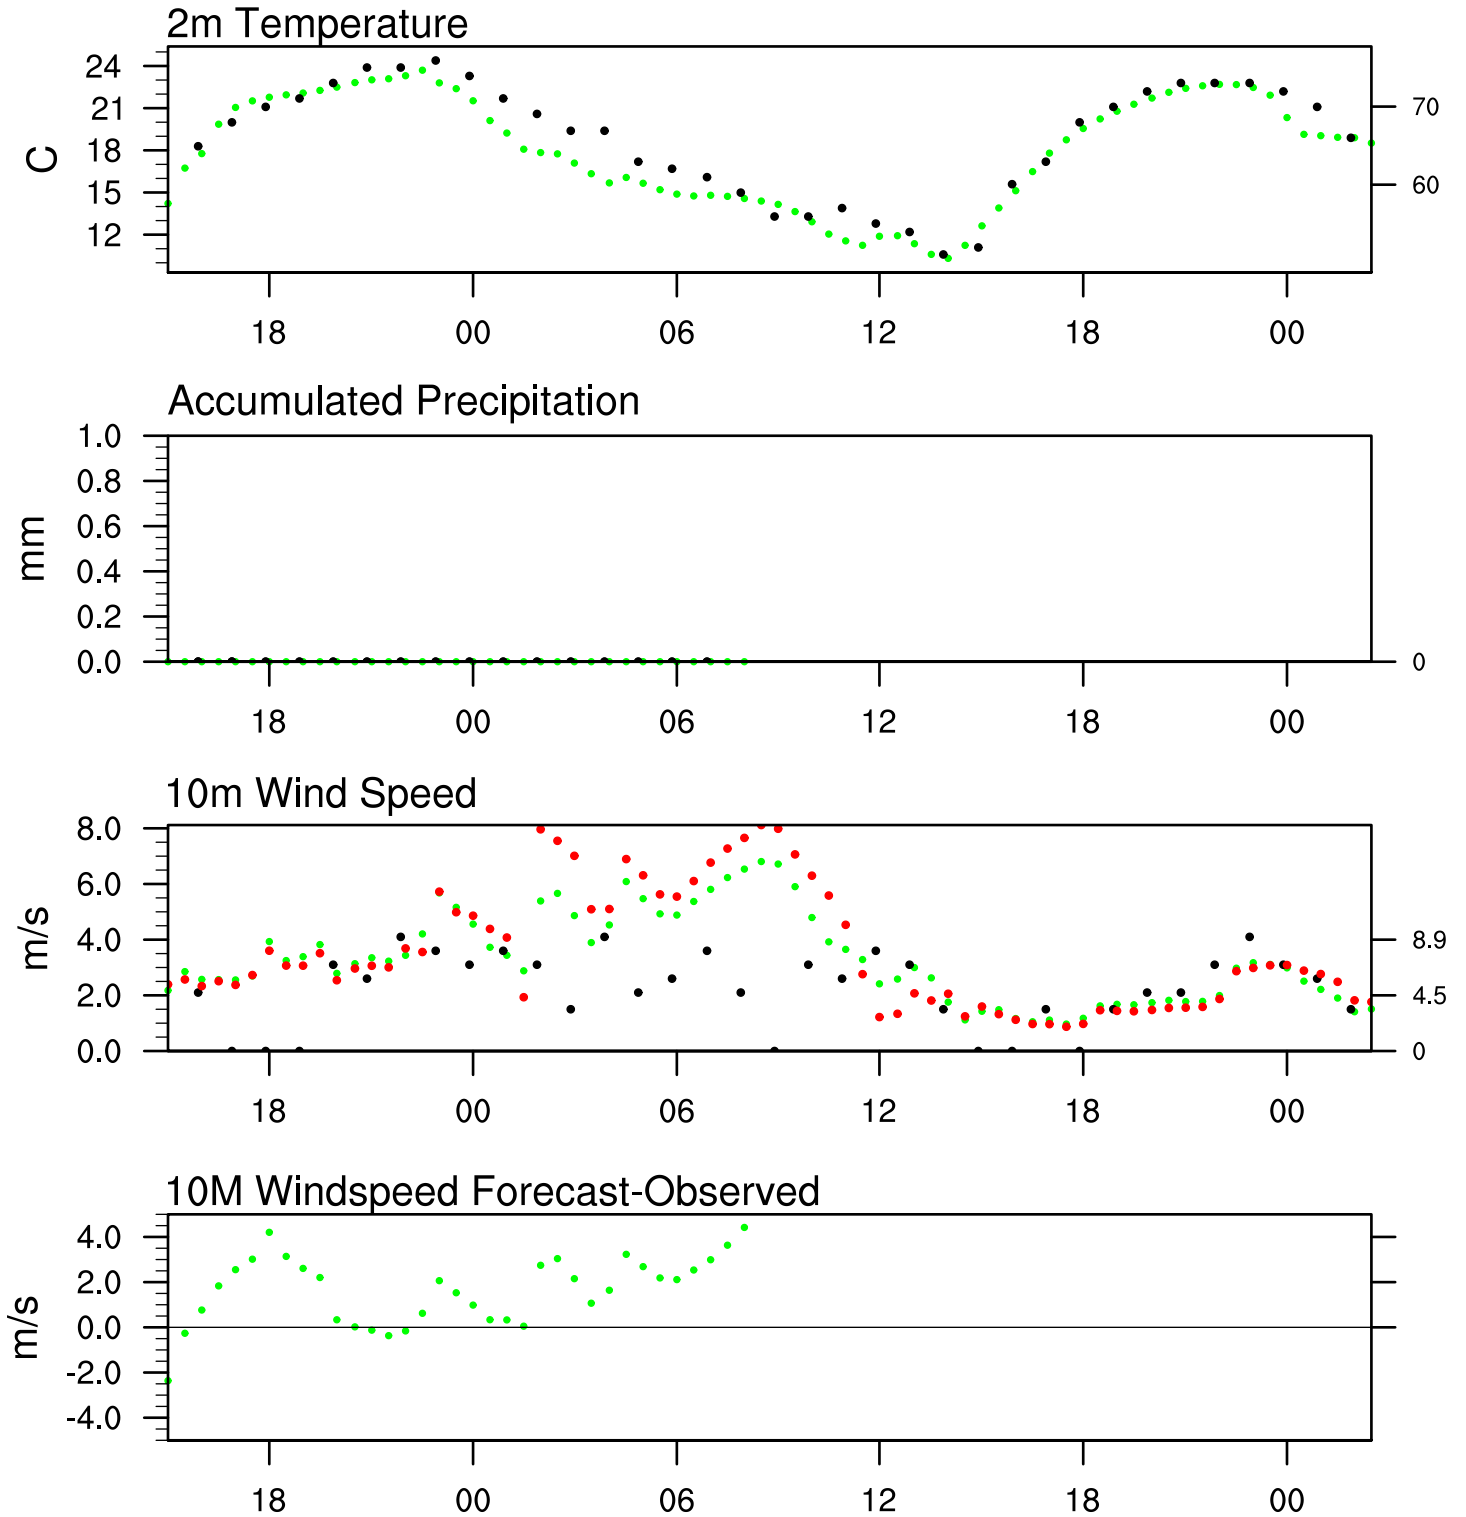 2m Temperature
24
21
18
15
12
C
70
60
18 00 06 12 18 00
Accumulated Precipitation
1.0
0.8
0.6
0.4
0.2
0.0
mm
0
18 00 06 12 18 00
10m Wind Speed
8.0
6.0
4.0
2.0
0.0
m/s
8.9
4.5
0
18 00 06 12 18 00
10M Windspeed Forecast-Observed
4.0
2.0
0.0
-2.0
-4.0
m/s
18 00 06 12 18 00